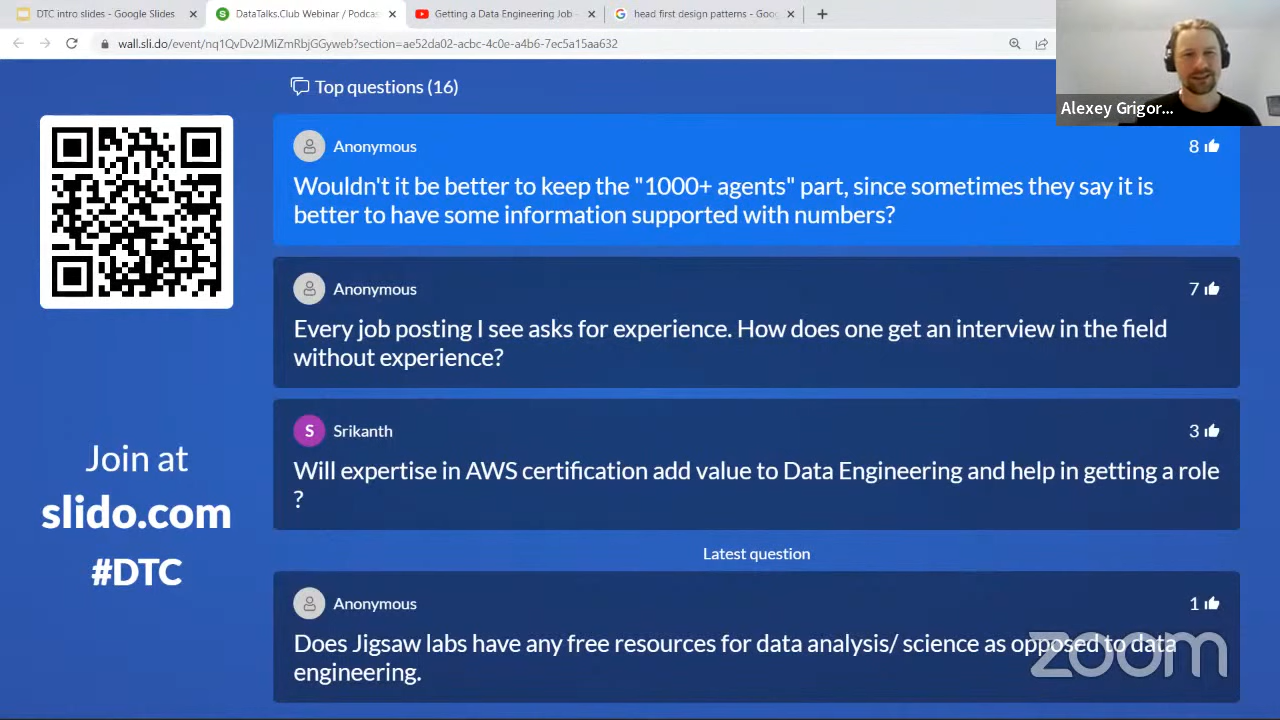 DTC intro slides - Google Slides
DataTalks.Club Webinar / Podcas
Getting a Data Engineering Job -
head first design patterns - Goo
wall.sli.do/event/nq1QvDv2JMiZmRbjGGyweb?section=ae52da02-acbc-4c0e-a4b6-7ec5a15aa632
Alexey Grigor...
Top questions (16)
Anonymous
8
Wouldn't it be better to keep the "1000+ agents" part, since sometimes they say it is
better to have some information supported with numbers?
Anonymous
7
Every job posting I see asks for experience. How does one get an interview in the field
without experience?
S
Srikanth
3
Will expertise in AWS certification add value to Data Engineering and help in getting a role
?
Latest question
Anonymous
1
Does Jigsaw labs have any free resources for data analysis/ science as opposed to data
engineering.
Join at
slido.com
#DTC
zoom